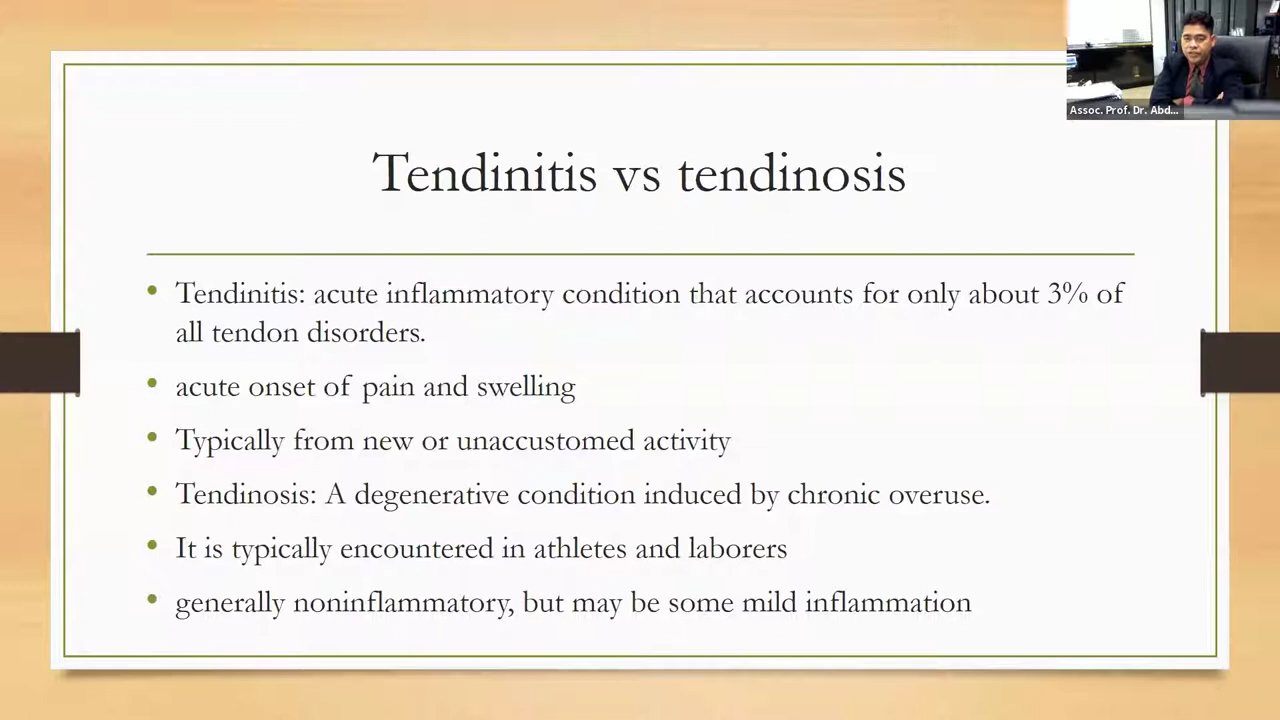 Assoc. Prof. Dr. Abd...
Tendinitis vs tendinosis
• Tendinitis: acute inflammatory condition that accounts for only about 3% of
all tendon disorders.
• acute onset of pain and swelling
• Typically from new or unaccustomed activity
• Tendinosis: A degenerative condition induced by chronic overuse.
• It is typically encountered in athletes and laborers
• generally noninflammatory, but may be some mild inflammation